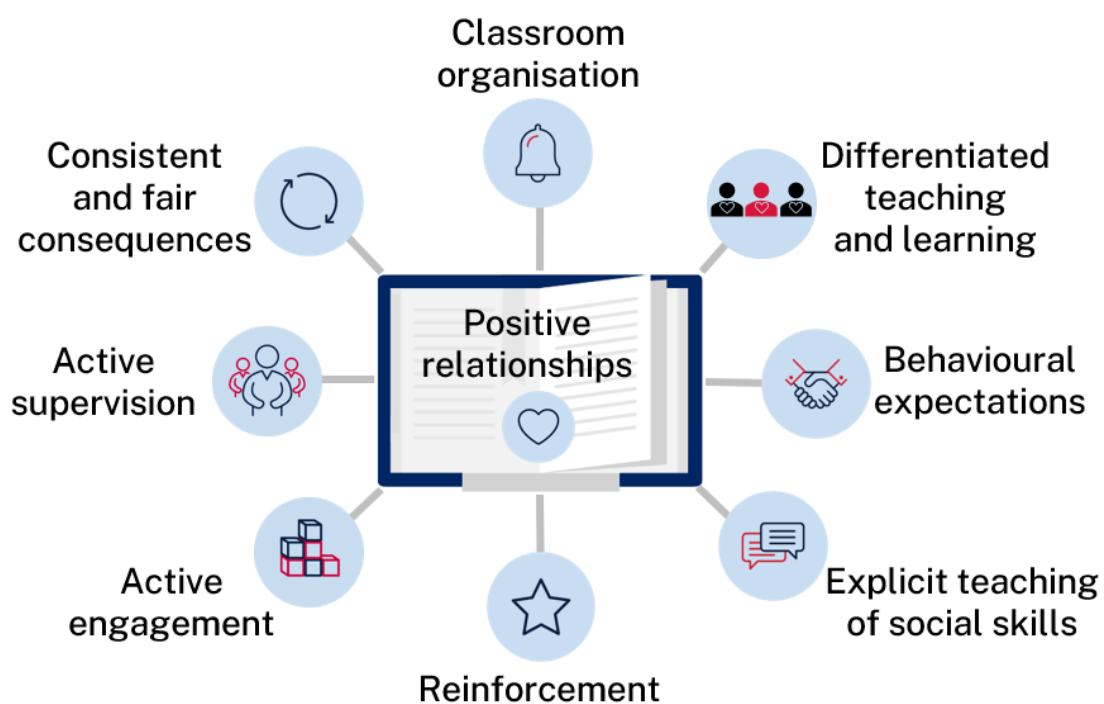 Classroom
organisation
Consistent
and fair
consequences
Differentiated
teaching
and learning
Positive
relationships
Active
supervision
Behavioural
expectations
Active
engagement
Explicit teaching
of social skills
Reinforcement